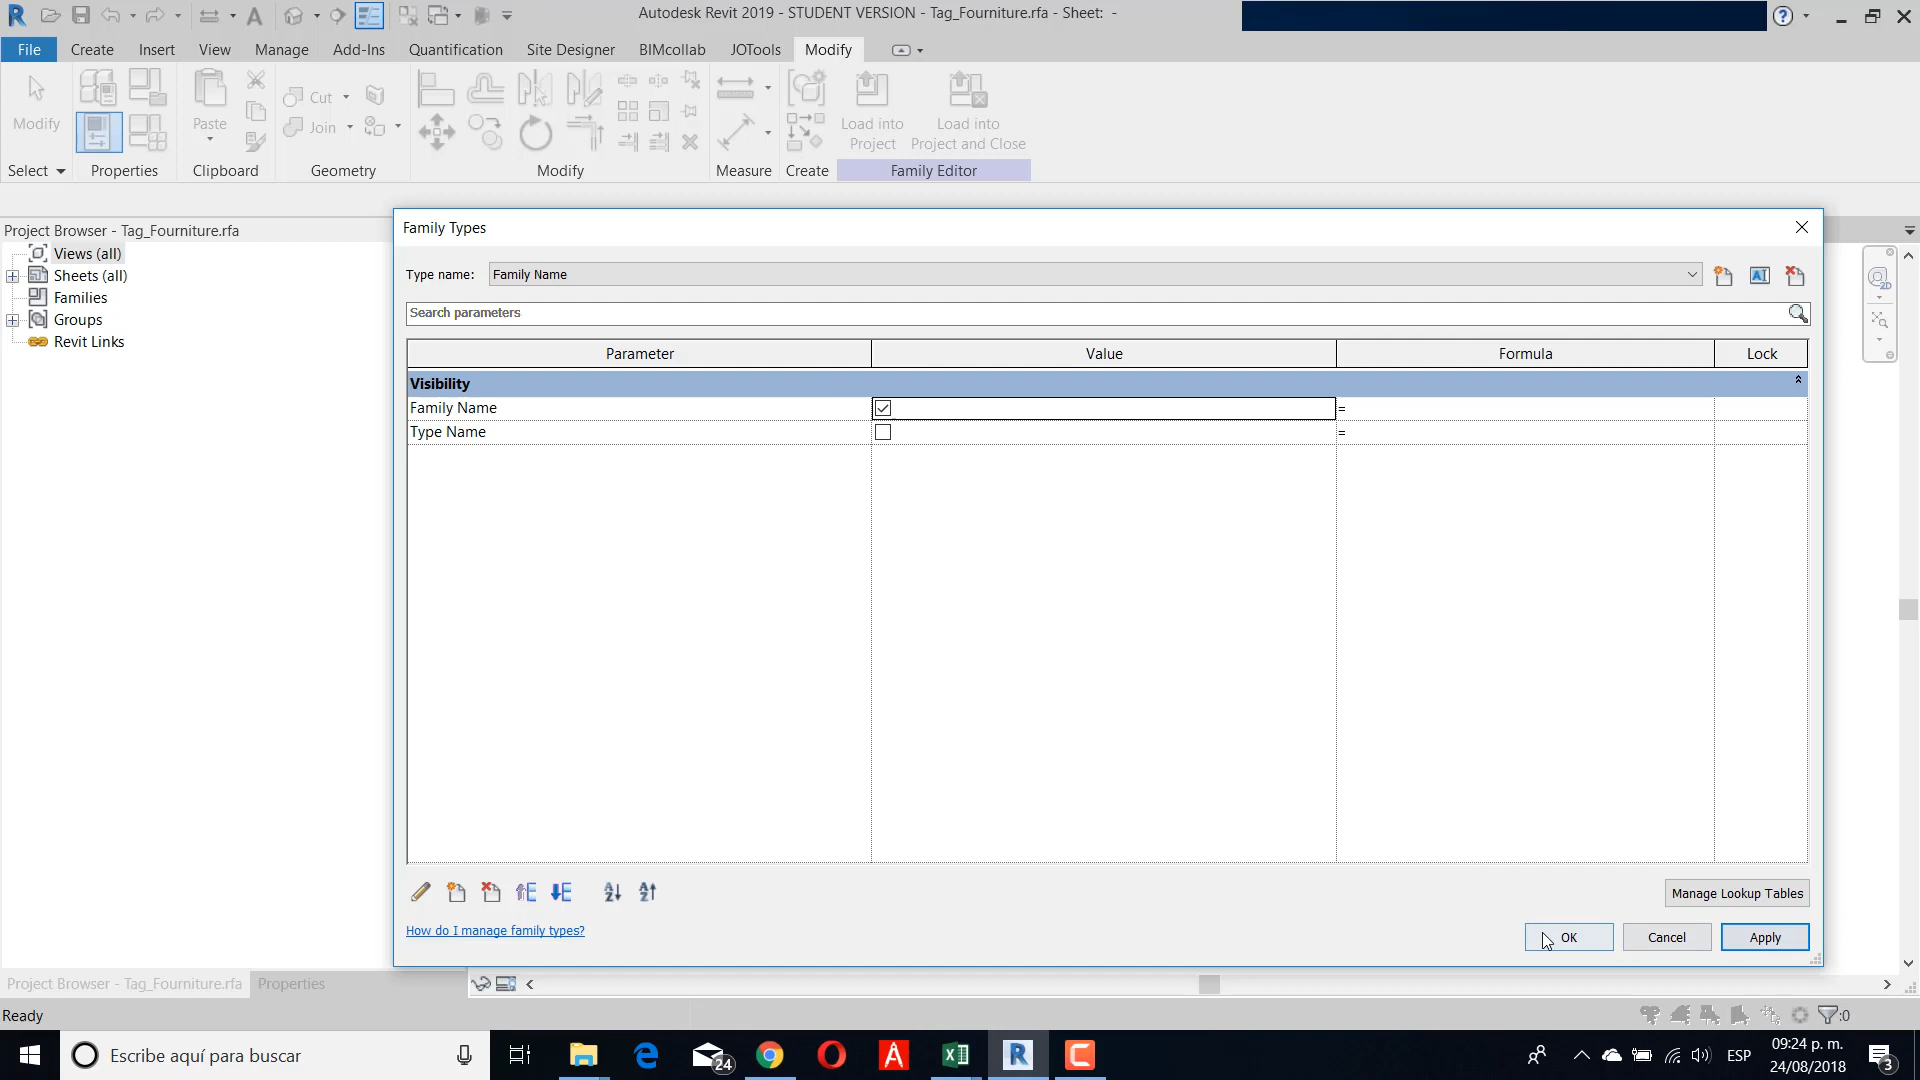 Autodesk Revit 2019 - STUDENT VERSION - Tag_Fourniture.rfa - Sheet: -
File Create Insert View Manage Add-Ins Quantification Site Designer BIMcollab JOTools Modify
Modify
Paste
Cut
Join
Load into Project
Load into Project and Close
Select Properties Clipboard Geometry Modify Measure Create Family Editor
Project Browser - Tag_Fourniture.rfa
Views (all)
Sheets (all)
Families
Groups
Revit Links
2D
Family Types
Type name: Family Name
Search parameters
Parameter Value Formula Lock
Visibility
Family Name =
Type Name =
Manage Lookup Tables
How do I manage family types?
OK Cancel Apply
Project Browser - Tag_Fourniture.rfa Properties
Ready
:0
Escribe aquí para buscar
24
ESP
09:24 p. m.
24/08/2018
3